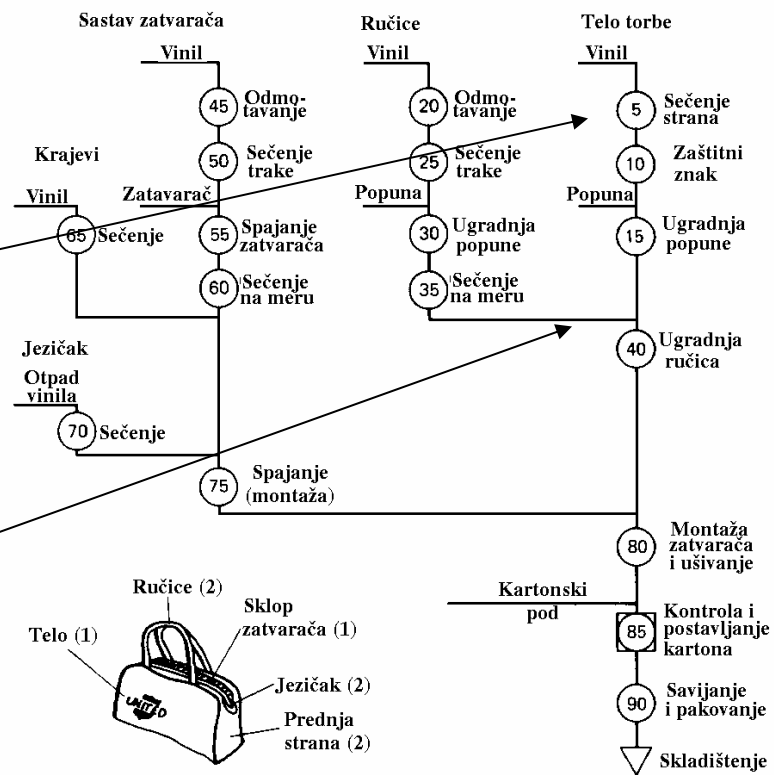 Sastav zatvarača
Vinil
45
Odmo-
tavanje
50
Sečenje
trake
Zatavarač
55
Spajanje
zatvarača
60
Sečenje
na meru
Krajevi
Vinil
65
Sečenje
Jezičak
Otpad
vinila
70
Sečenje
75
Spajanje
(montaža)
Ručice
Vinil
20
Odmo-
tavanje
25
Sečenje
trake
Popuna
30
Ugradnja
popune
35
Sečenje
na meru
Telo torbe
Vinil
5
Sečenje
strana
10
Zaštitni
znak
Popuna
15
Ugradnja
popune
40
Ugradnja
ručica
80
Montaža
zatvarača
i ušivanje
Kartonski
pod
85
Kontrola i
postavljanje
kartona
90
Savijanje
i pakovanje
Skladištenje
Ručice (2)
Sklop
zatvarača (1)
Telo (1)
Jezičak (2)
Prednja
strana (2)
UNITED